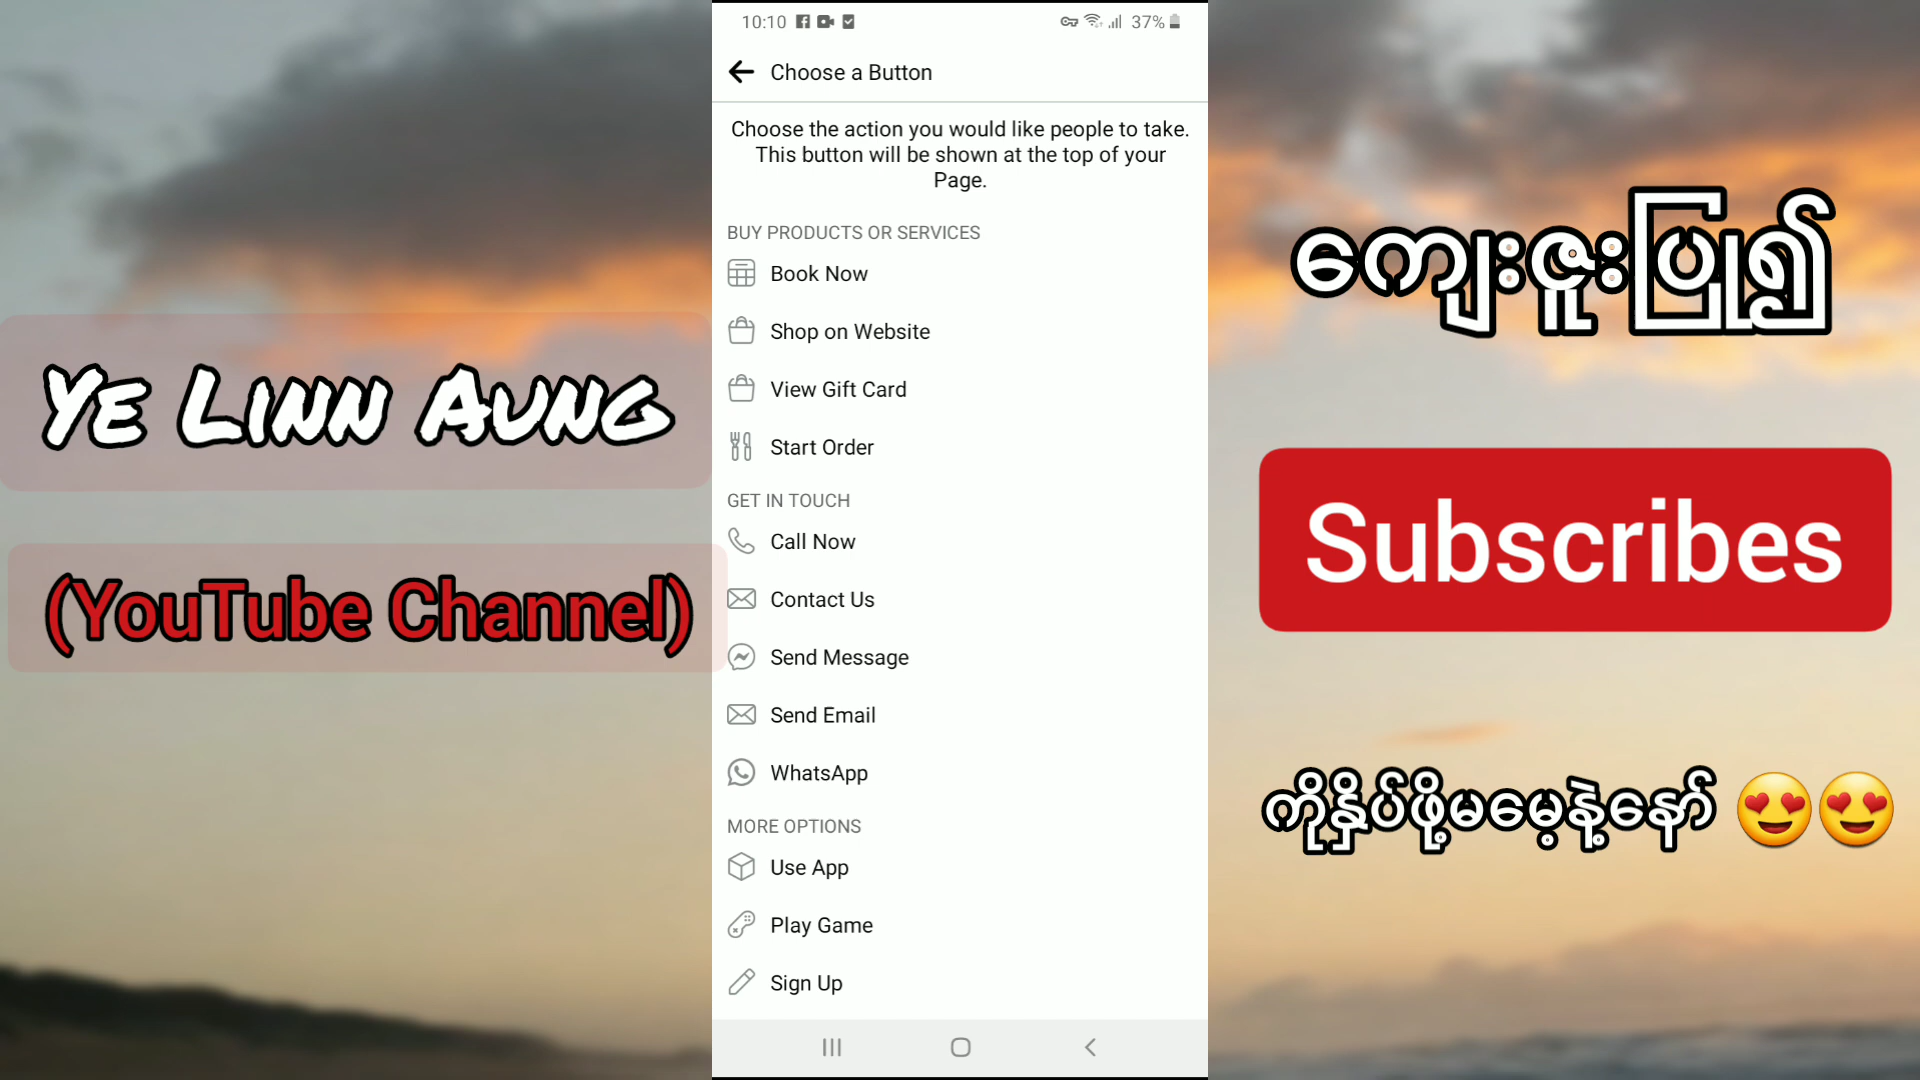 Ye Linn Aung
(YouTube Channel)
10:10
37%
Choose a Button
Choose the action you would like people to take.
This button will be shown at the top of your
Page.
BUY PRODUCTS OR SERVICES
Book Now
Shop on Website
View Gift Card
Start Order
GET IN TOUCH
Call Now
Contact Us
Send Message
Send Email
WhatsApp
MORE OPTIONS
Use App
Play Game
Sign Up
ကျေးဇူးပြု၍
Subscribes
ကိုနှိပ်ဖို့မမေ့နဲ့နော် 😍😍